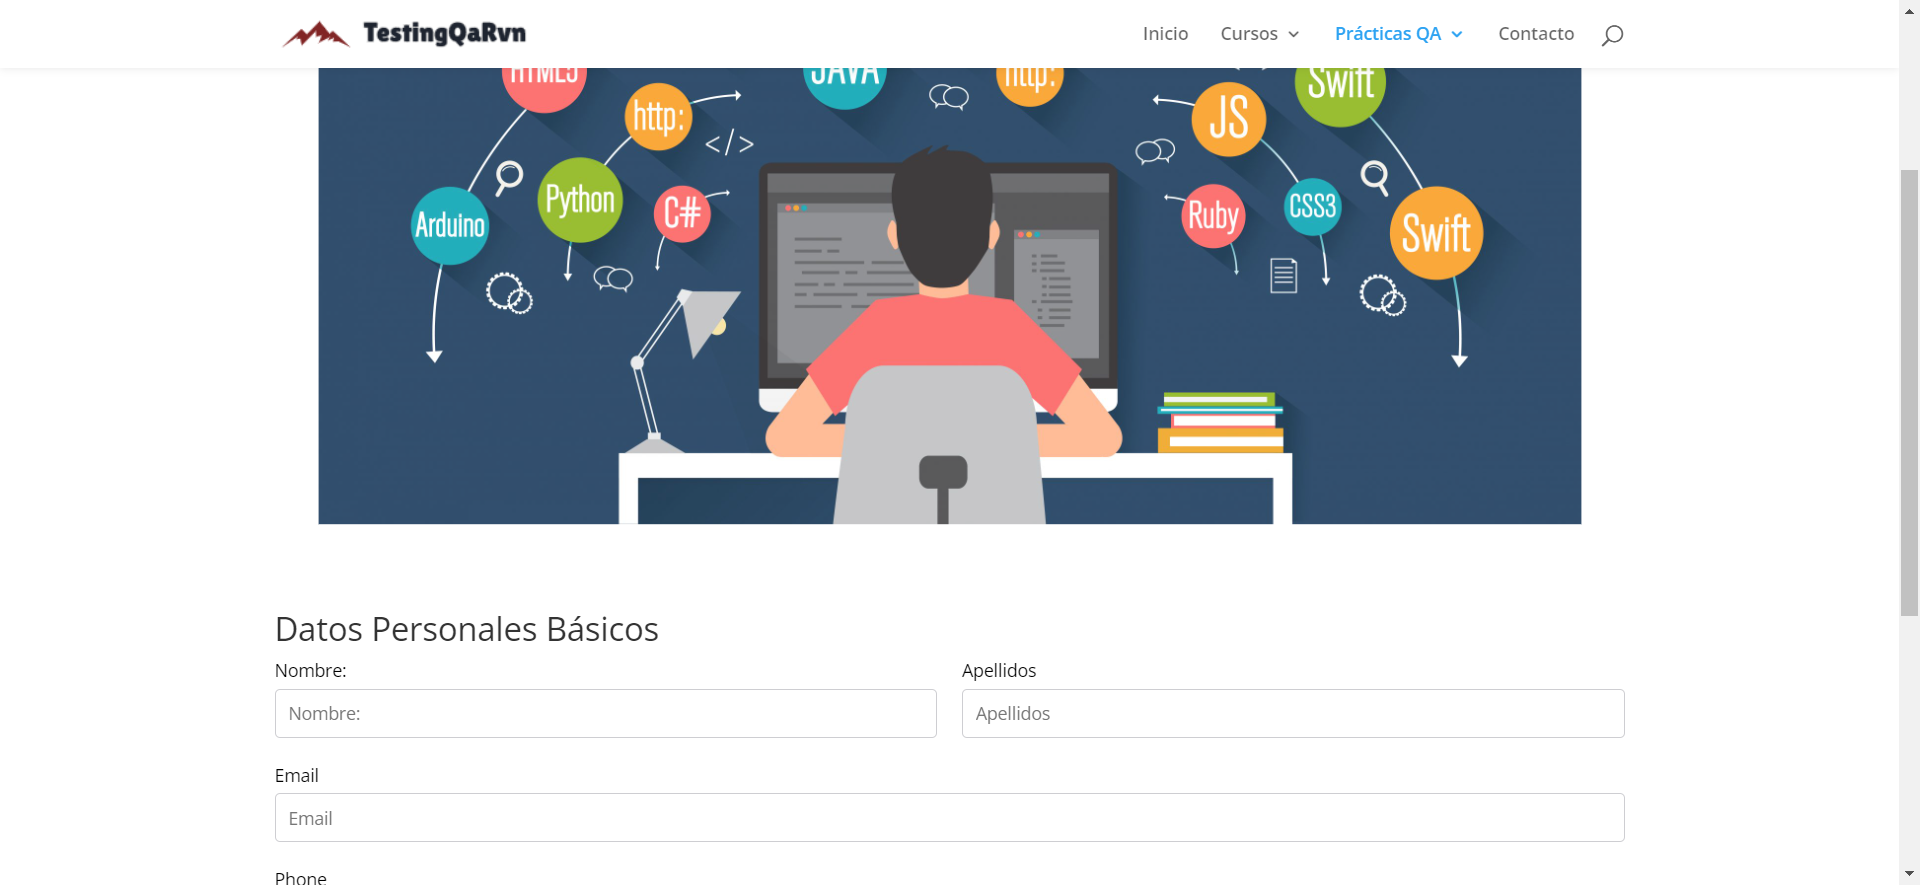 TestingQaRvn
Inicio
Cursos
Prácticas QA
Contacto
HTML5
JAVA
http:
Swift
http:
JS
</>
Arduino
Python
C#
Ruby
CSS3
Swift
Datos Personales Básicos
Nombre:
Apellidos
Nombre:
Apellidos
Email
Email
Phone